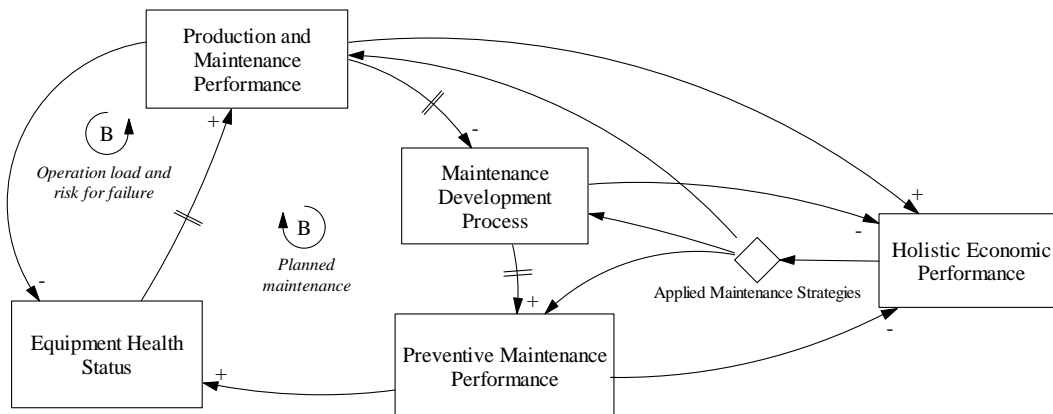 Production and
Maintenance
Performance
+
B
Operation load and
risk for failure
-
Maintenance
Development
Process
B
Planned
maintenance
+
-
Holistic Economic
Performance
Applied Maintenance Strategies
-
Equipment Health
Status
+
Preventive Maintenance
Performance
+
-